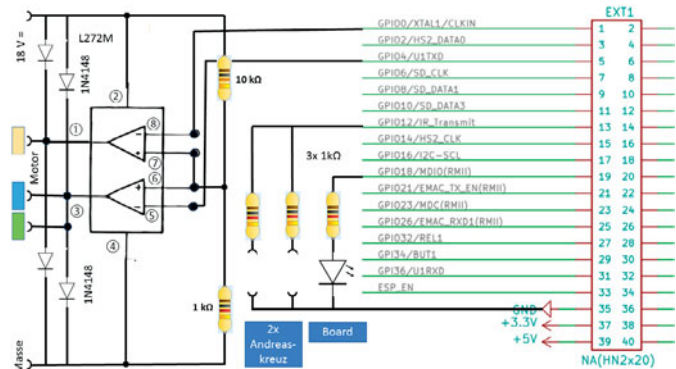 18 V =
L272M
1N4148
②
①
⑧
⑦
⑥
⑤
③
④
Motor
1N4148
Masse
10 kΩ
1 kΩ
3x 1kΩ
2x
Andreas-
kreuz
Board
GPIO0/XTAL1/CLKIN
GPIO2/HS2_DATA0
GPIO4/U1TXD
GPIO6/SD_CLK
GPIO8/SD_DATA1
GPIO10/SD_DATA3
GPIO12/IR_Transmit
GPIO14/HS2_CLK
GPIO16/I2C-SCL
GPIO18/MDIO(RMII)
GPIO21/EMAC_TX_EN(RMII)
GPIO23/MDC(RMII)
GPIO26/EMAC_RXD1(RMII)
GPIO32/REL1
GPIO34/BUT1
GPIO36/U1RXD
ESP_EN
GND
+3.3V
+5V
EXT1
1 2
3 4
5 6
7 8
9 10
11 12
13 14
15 16
17 18
19 20
21 22
23 24
25 26
27 28
29 30
31 32
33 34
35 36
37 38
39 40
NA(HN2x20)